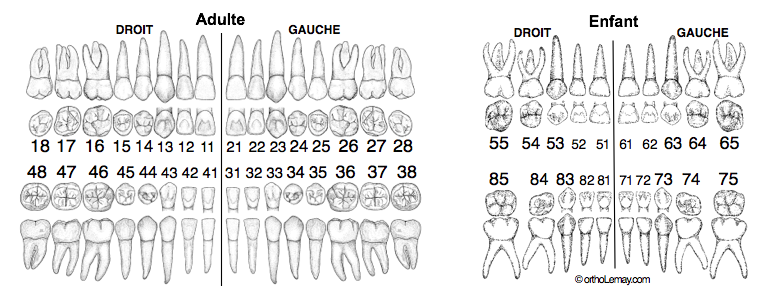 Adulte
DROIT GAUCHE
18 17 16 15 14 13 12 11 21 22 23 24 25 26 27 28
48 47 46 45 44 43 42 41 31 32 33 34 35 36 37 38
Enfant
DROIT GAUCHE
55 54 53 52 51 61 62 63 64 65
85 84 83 82 81 71 72 73 74 75
© orthoLemay.com